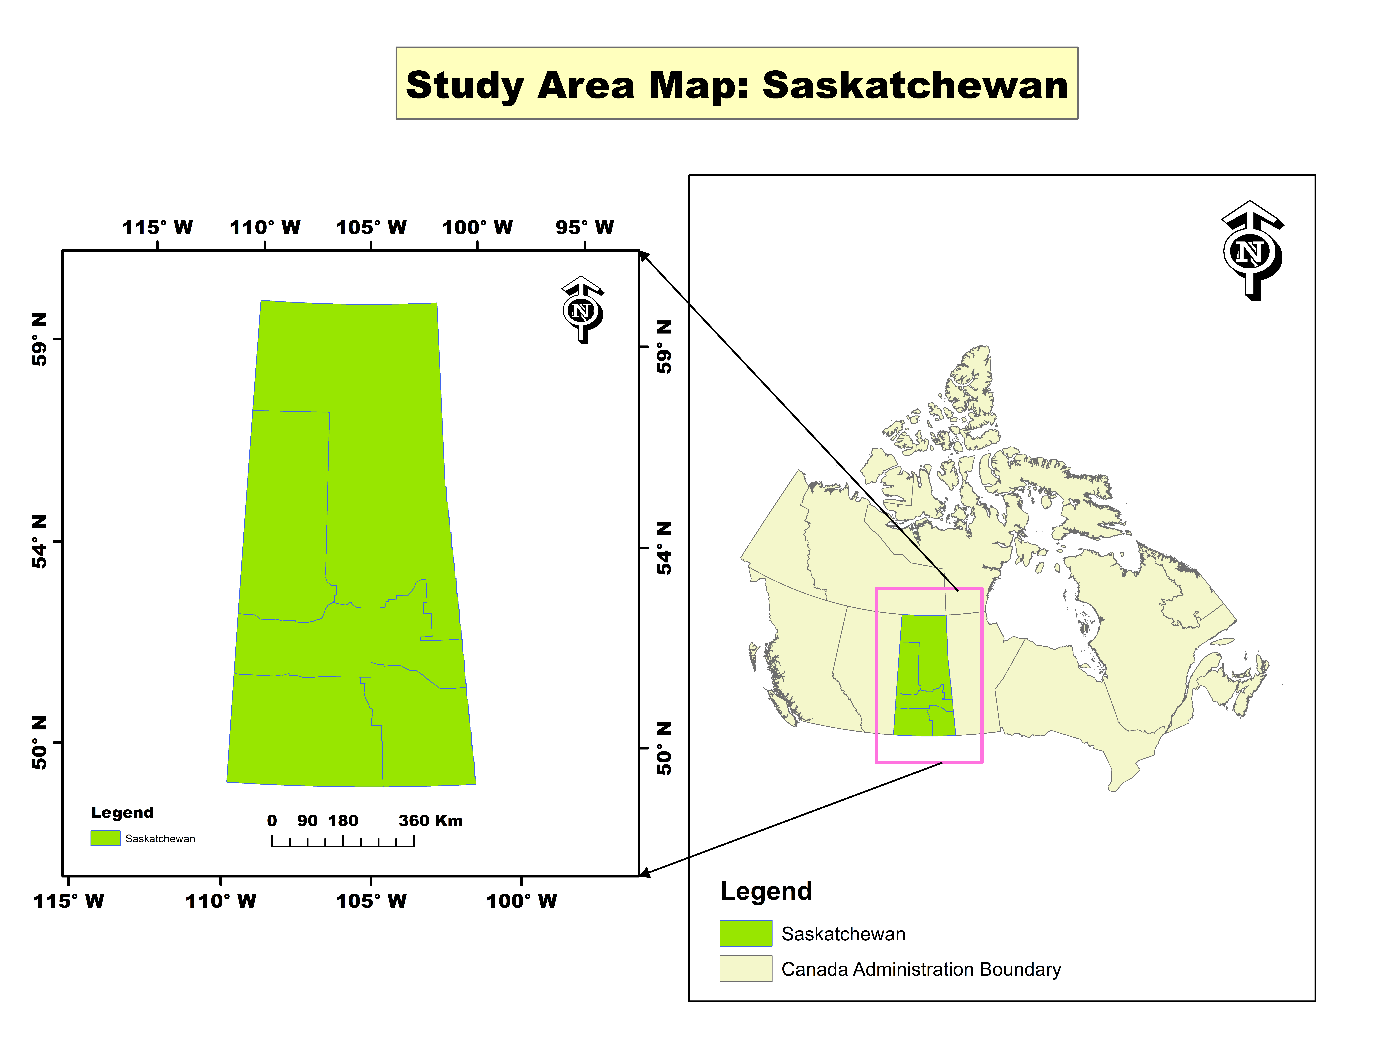 Study Area Map: Saskatchewan
115° W 110° W 105° W 100° W 95° W
N
59° N
59° N
54° N
54° N
50° N
50° N
Legend
Saskatchewan
0 90 180 360 Km
115° W 110° W 105° W 100° W
N
Legend
Saskatchewan
Canada Administration Boundary